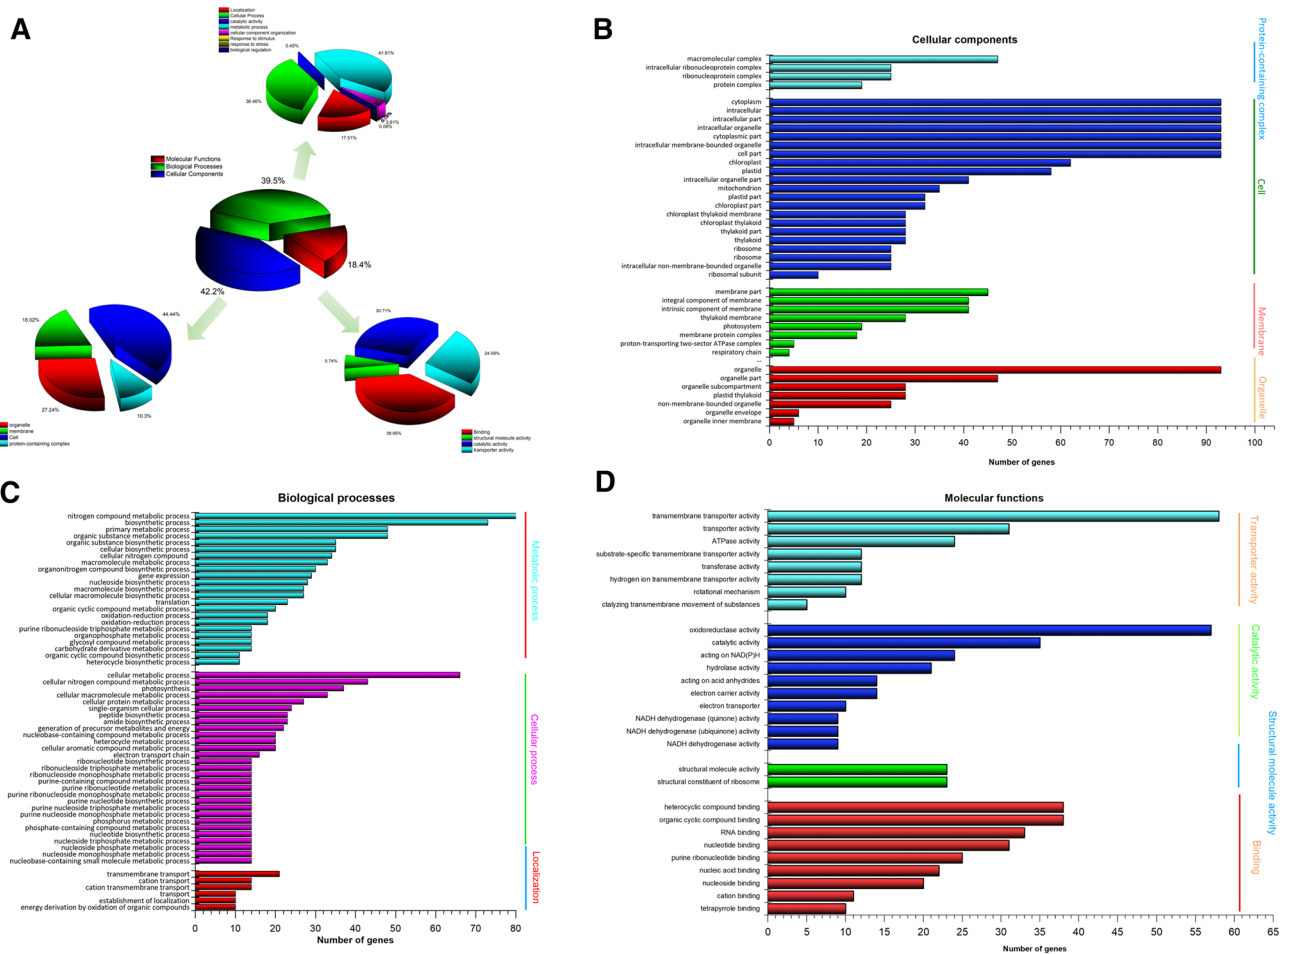 A
Localization
Cellular Process
catalytic activity
metabolic process
cellular component organization
Response to stimulus
response to stress
biological regulation
0.45%
41.61%
36.46%
3.61%
0.09%
17.51%
Molecular Functions
Biological Processes
Cellular Components
39.5%
18.4%
42.2%
18.02%
44.44%
27.24%
10.3%
organelle
membrane
Cell
protein-containing complex
30.71%
24.59%
5.74%
38.95%
Binding
structural molecule activity
catalytic activity
transporter activity
B
Cellular components
macromolecular complex
intracellular ribonucleoprotein complex
ribonucleoprotein complex
protein complex
cytoplasm
intracellular
intracellular part
intracellular organelle
cytoplasmic part
intracellular membrane-bounded organelle
cell part
chloroplast
plastid
intracellular organelle part
mitochondrion
plastid part
chloroplast part
chloroplast thylakoid membrane
chloroplast thylakoid
thylakoid part
thylakoid
ribosome
ribosome
intracellular non-membrane-bounded organelle
ribosomal subunit
membrane part
integral component of membrane
intrinsic component of membrane
thylakoid membrane
photosystem
membrane protein complex
proton-transporting two-sector ATPase complex
respiratory chain
...
organelle
organelle part
organelle subcompartment
plastid thylakoid
non-membrane-bounded organelle
organelle envelope
organelle inner membrane
0 10 20 30 40 50 60 70 80 90 100
Number of genes
Protein-containing complex
Cell
Membrane
Organelle
C
Biological processes
nitrogen compound metabolic process
biosynthetic process
primary metabolic process
organic substance metabolic process
organic substance biosynthetic process
cellular biosynthetic process
cellular nitrogen compound
macromolecule metabolic process
organonitrogen compound biosynthetic process
gene expression
nucleoside biosynthetic process
macromolecule biosynthetic process
cellular macromolecule biosynthetic process
translation
organic cyclic compound metabolic process
oxidation-reduction process
oxidation-reduction process
purine ribonucleoside triphosphate metabolic process
organophosphate metabolic process
glycosyl compound metabolic process
carbohydrate derivative metabolic process
organic cyclic compound biosynthetic process
heterocycle biosynthetic process
cellular metabolic process
cellular nitrogen compound metabolic process
photosynthesis
cellular macromolecule metabolic process
cellular protein metabolic process
single-organism cellular process
peptide biosynthetic process
amide biosynthetic process
generation of precursor metabolites and energy
nucleobase-containing compound metabolic process
heterocycle metabolic process
cellular aromatic compound metabolic process
electron transport chain
ribonucleotide biosynthetic process
ribonucleoside triphosphate metabolic process
ribonucleoside monophosphate metabolic process
purine-containing compound metabolic process
purine ribonucleotide metabolic process
purine ribonucleoside monophosphate metabolic process
purine nucleotide biosynthetic process
purine nucleoside triphosphate metabolic process
purine nucleoside monophosphate metabolic process
phosphorus metabolic process
phosphate-containing compound metabolic process
nucleotide biosynthetic process
nucleoside triphosphate metabolic process
nucleoside phosphate metabolic process
nucleoside monophosphate metabolic process
nucleobase-containing small molecule metabolic process
transmembrane transport
cation transport
cation transmembrane transport
transport
establishment of localization
energy derivation by oxidation of organic compounds
0 10 20 30 40 50 60 70 80
Number of genes
Metabolic process
Cellular process
Localization
D
Molecular functions
transmembrane transporter activity
transporter activity
ATPase activity
substrate-specific transmembrane transporter activity
transferase activity
hydrogen ion transmembrane transporter activity
rotational mechanism
ctalyzing transmembrane movement of substances
oxidoreductase activity
catalytic activity
acting on NAD(P)H
hydrolase activity
acting on acid anhydrides
electron carrier activity
electron transporter
NADH dehydrogenase (quinone) activity
NADH dehydrogenase (ubiquinone) activity
NADH dehydrogenase activity
structural molecule activity
structural constituent of ribosome
heterocyclic compound binding
organic cyclic compound binding
RNA binding
nucleotide binding
purine ribonucleotide binding
nucleic acid binding
nucleoside binding
cation binding
tetrapyrrole binding
0 5 10 15 20 25 30 35 40 45 50 55 60 65
Number of genes
Transporter activity
Catalytic activity
Structural molecule activity
Binding